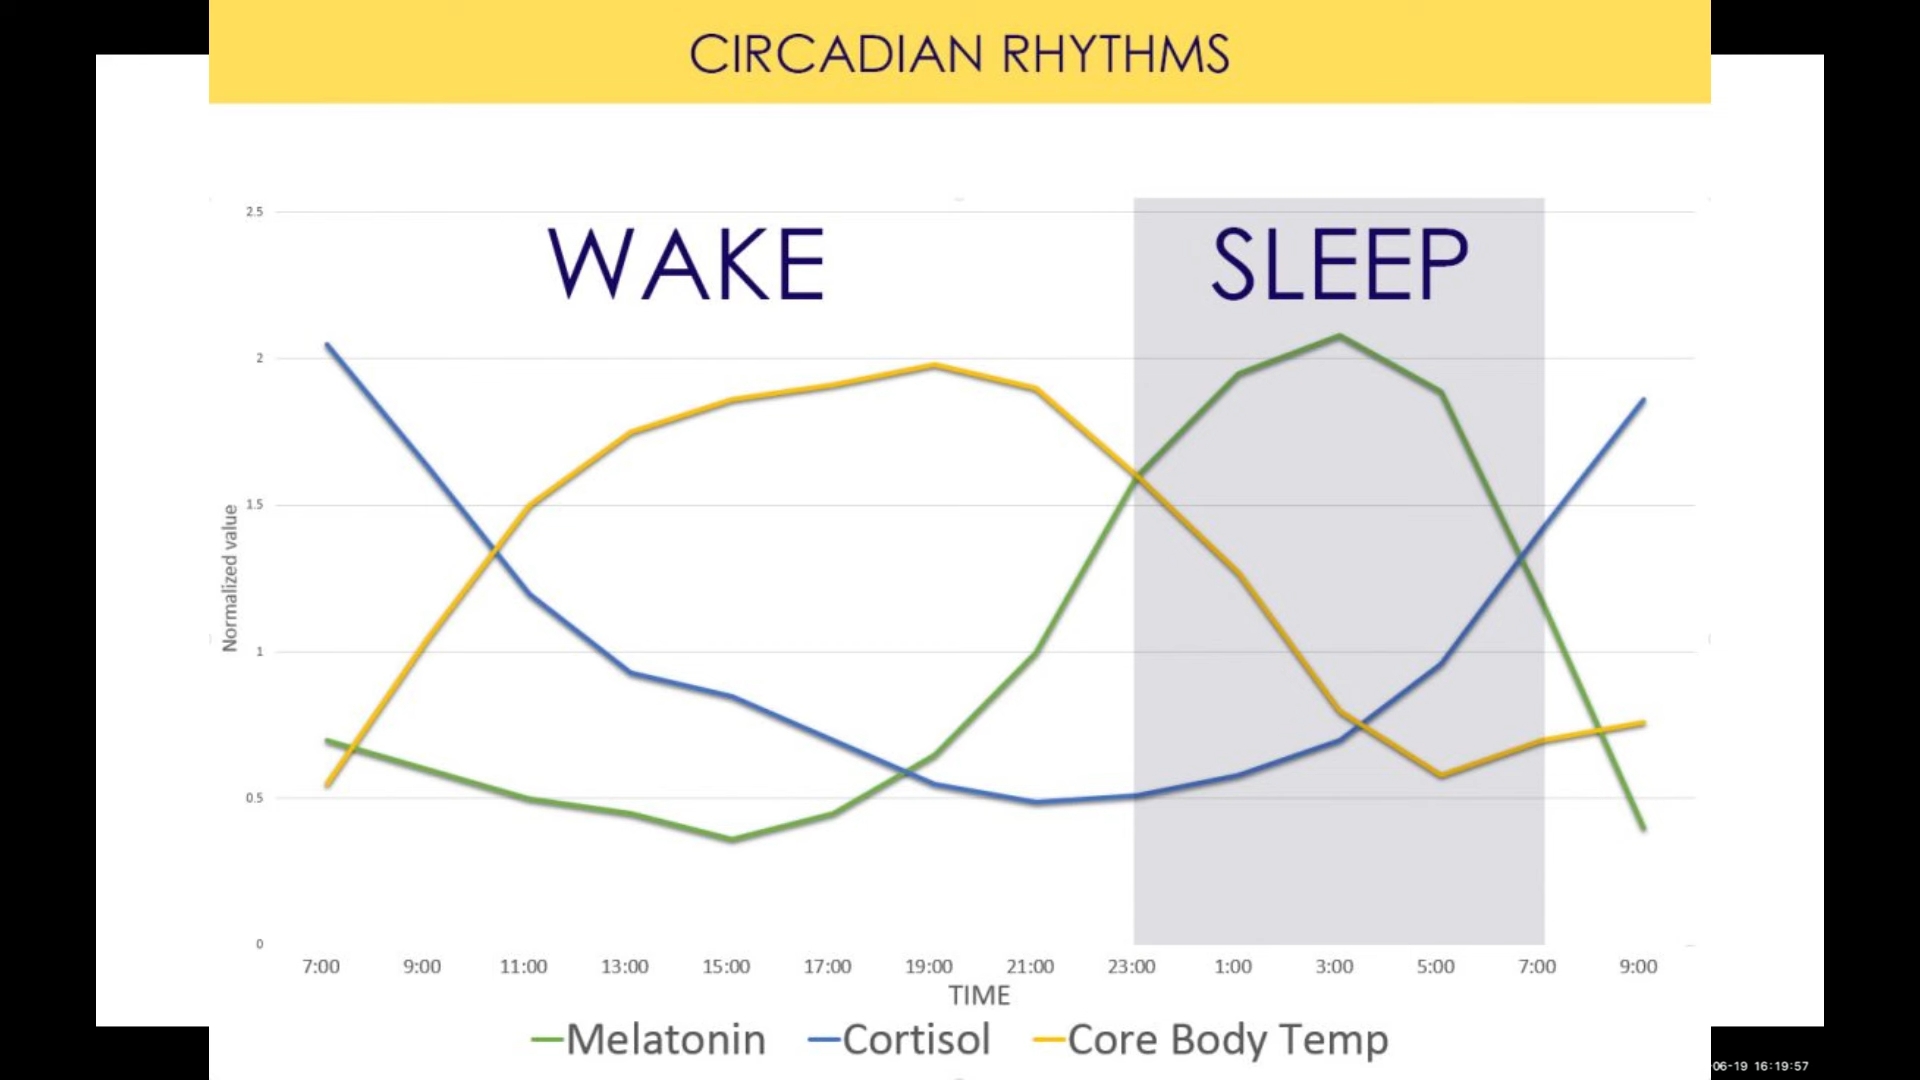 CIRCADIAN RHYTHMS
WAKE
SLEEP
2.5
2
1.5
1
0.5
0
Normalized value
7:00 9:00 11:00 13:00 15:00 17:00 19:00 21:00 23:00 1:00 3:00 5:00 7:00 9:00
TIME
Melatonin Cortisol Core Body Temp
06-19 16:19:57